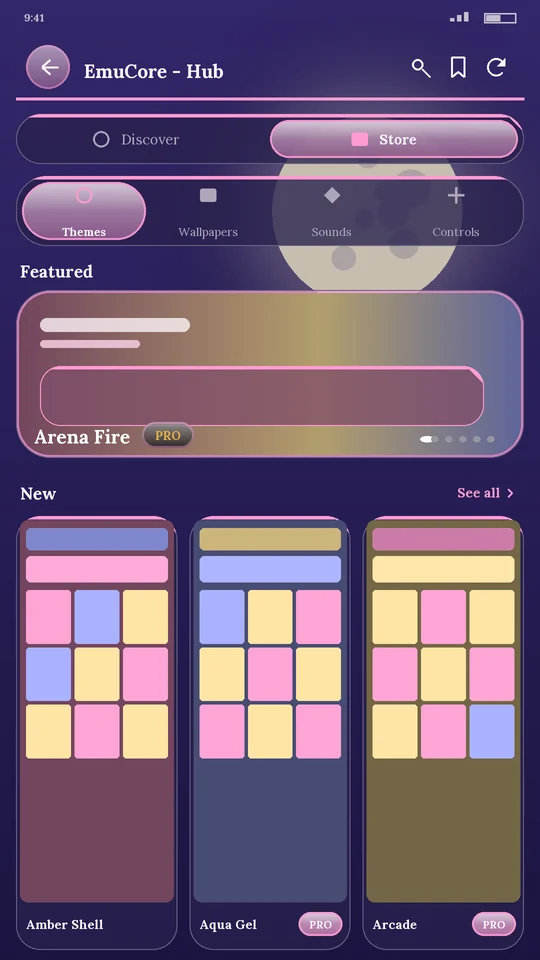 9:41
EmuCore - Hub
Discover
Store
Themes
Wallpapers
Sounds
Controls
Featured
Arena Fire
PRO
New
See all
Amber Shell
Aqua Gel
PRO
Arcade
PRO